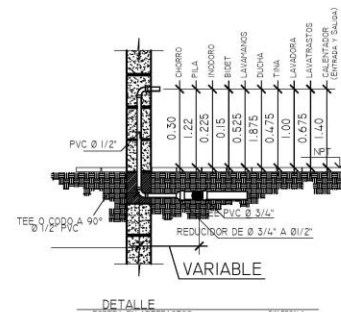 CHORRO
PILA
INODORO
BIDET
LAVAMANOS
DUCHA
TINA
LAVADORA
LAVATRASTOS
CALENTADOR
(ENTRADA Y SALIDA)
0.30
1.22
0.225
0.15
0.525
1.875
0.475
1.00
0.675
1.40
PVC Ø 1/2"
NPT
TEE O CODO A 90°
Ø 1/2" PVC
PVC Ø 3/4"
REDUCIDOR DE Ø 3/4" A Ø1/2"
VARIABLE
DETALLE